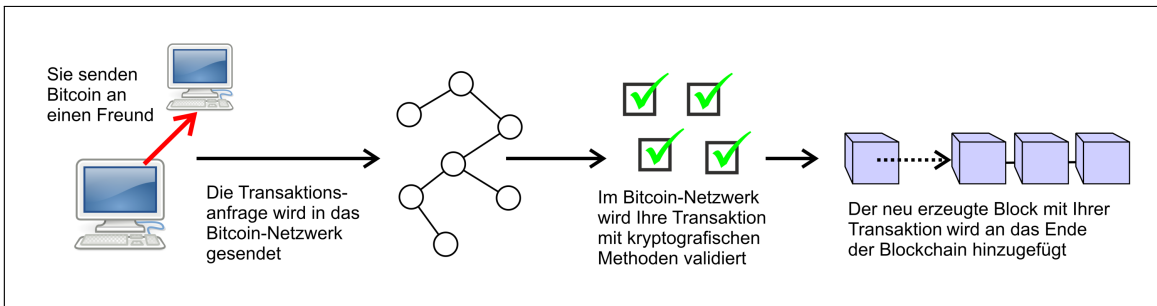 Sie senden
Bitcoin an
einen Freund
Die Transaktions-
anfrage wird in das
Bitcoin-Netzwerk
gesendet
Im Bitcoin-Netzwerk
wird Ihre Transaktion
mit kryptografischen
Methoden validiert
Der neu erzeugte Block mit Ihrer
Transaktion wird an das Ende
der Blockchain hinzugefügt